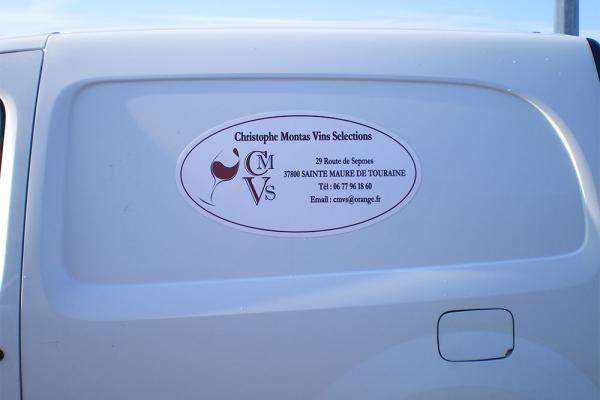 Christophe Montas Vins Selections
CMVS
29 Route de Sepmes
37800 SAINTE MAURE DE TOURAINE
Tél : 06 77 96 18 60
Email : cmvs@orange.fr